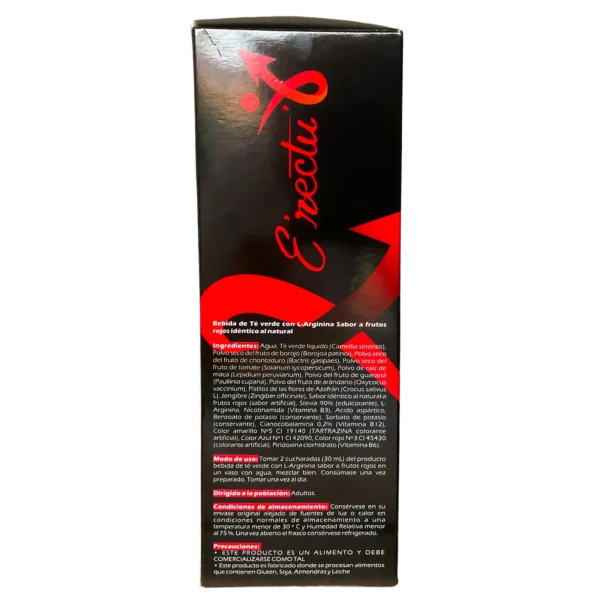 E'rectu'8
Bebida de Té verde con L-Arginina Sabor a frutos
rojos idéntico al natural
Ingredientes: Agua, Té verde líquido (Camellia sinensis),
Polvo seco del fruto de borojó (Borojoa patinoi), Polvo seco
del fruto de chontaduro (Bactris gasipaes), Polvo seco del
fruto de tomate (Solanum lycopersicum), Polvo de raíz de
maca (Lepidium peruvianum), Polvo del fruto de guaraná
(Paullinia cupana), Polvo del fruto de arándano (Oxycocus
vaccinium), Pistilos de las flores de Azafrán (Crocus sativus
L), Jengibre (Zingiber officinale), Sabor idéntico al natural a
frutos rojos (sabor artificial), Stevia 90% (edulcorante), L-
Arginina, Nicotinamida (Vitamina B3), Ácido aspártico,
Benzoato de potasio (conservante), Sorbato de potasio
(conservante), Cianocobalamina 0,2% (Vitamina B12),
Color amarillo N°5 CI 19140 (TARTRAZINA colorante
artificial), Color Azul N°1 CI 42090, Color rojo N°3 CI 45430
(colorante artificial), Piridoxina clorhidrato (Vitamina B6).
Modo de uso: Tomar 2 cucharadas (30 mL) del producto
bebida de té verde con L-Arginina sabor a frutos rojos en
un vaso con agua, mezclar bien. Consúmase una vez
preparado. Tomar una vez al día.
Dirigido a la población: Adultos.
Condiciones de almacenamiento: Consérvese en su
envase original alejado de fuentes de luz o calor en
condiciones normales de almacenamiento a una
temperatura menor de 30 ° C y Humedad Relativa menor
al 75 %. Una vez abierto el frasco consérvese refrigerado.
Precauciones:
• ESTE PRODUCTO ES UN ALIMENTO Y DEBE
COMERCIALIZARSE COMO TAL
• Este producto es fabricado donde se procesan alimentos
que contienen Gluten, Soja, Almendras y Leche